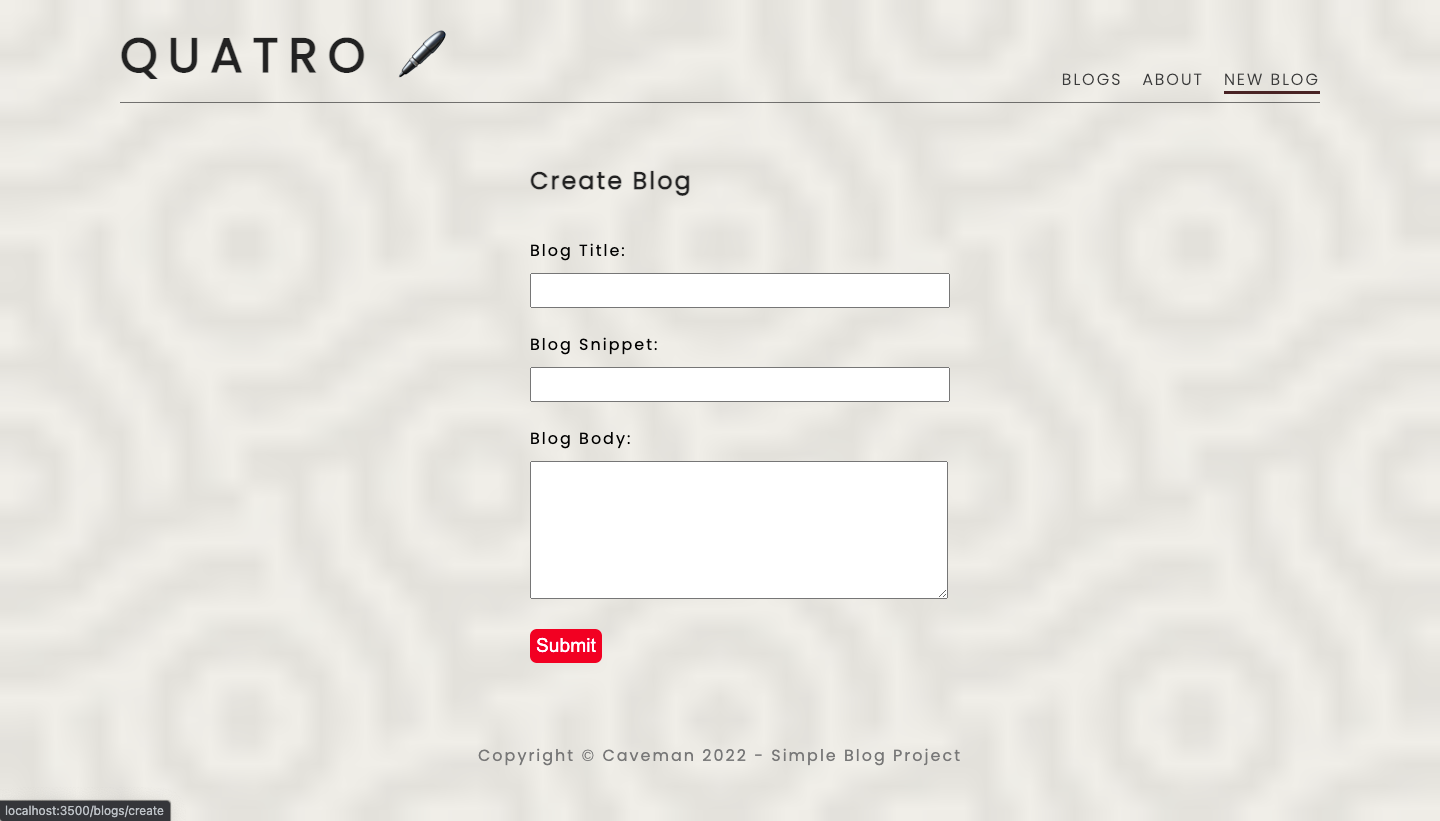 QUATRO 🖋️
BLOGS ABOUT NEW BLOG
Create Blog
Blog Title:
Blog Snippet:
Blog Body:
Submit
Copyright © Caveman 2022 - Simple Blog Project
localhost:3500/blogs/create